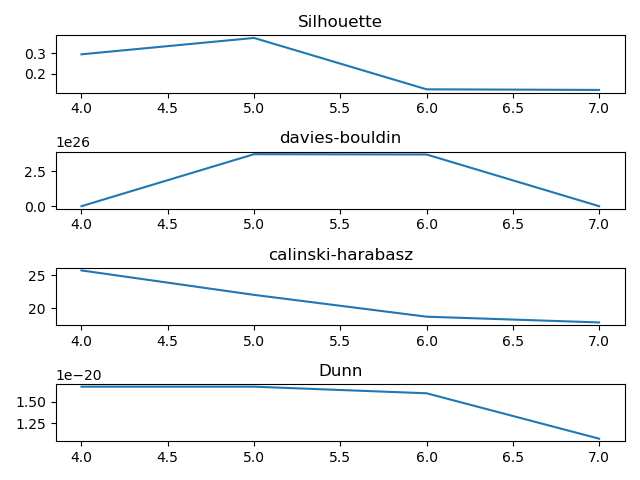 Silhouette
0.3
0.2
4.0 4.5 5.0 5.5 6.0 6.5 7.0
davies-bouldin
1e26
2.5
0.0
4.0 4.5 5.0 5.5 6.0 6.5 7.0
calinski-harabasz
25
20
4.0 4.5 5.0 5.5 6.0 6.5 7.0
Dunn
1e−20
1.50
1.25
4.0 4.5 5.0 5.5 6.0 6.5 7.0